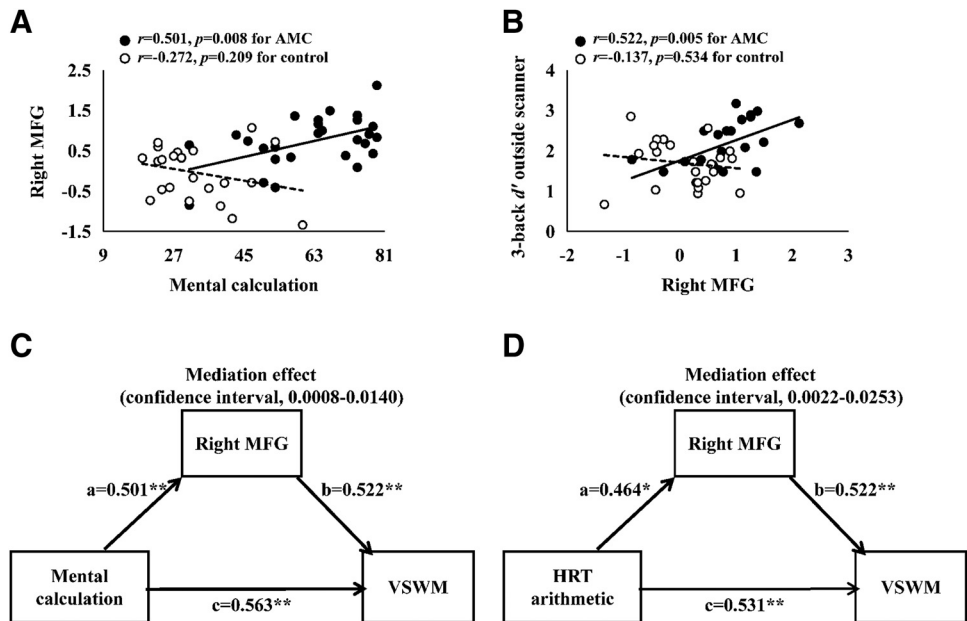 A
r=0.501, p=0.008 for AMC
r=-0.272, p=0.209 for control
Right MFG
2.5
1.5
0.5
-0.5
-1.5
9 27 45 63 81
Mental calculation
B
r=0.522, p=0.005 for AMC
r=-0.137, p=0.534 for control
3-back d' outside scanner
4
3
2
1
0
-2 -1 0 1 2 3
Right MFG
C
Mediation effect
(confidence interval, 0.0008-0.0140)
Right MFG
a=0.501**
b=0.522**
Mental
calculation
c=0.563**
VSWM
D
Mediation effect
(confidence interval, 0.0022-0.0253)
Right MFG
a=0.464*
b=0.522**
HRT
arithmetic
c=0.531**
VSWM